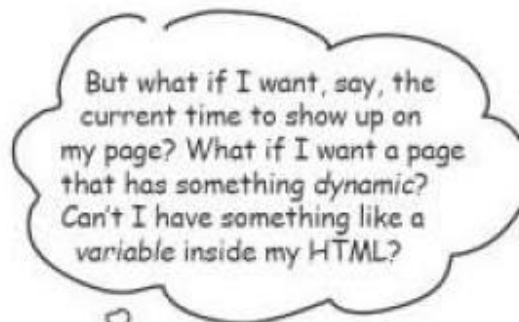 But what if I want, say, the
current time to show up on
my page? What if I want a page
that has something dynamic?
Can't I have something like a
variable inside my HTML?